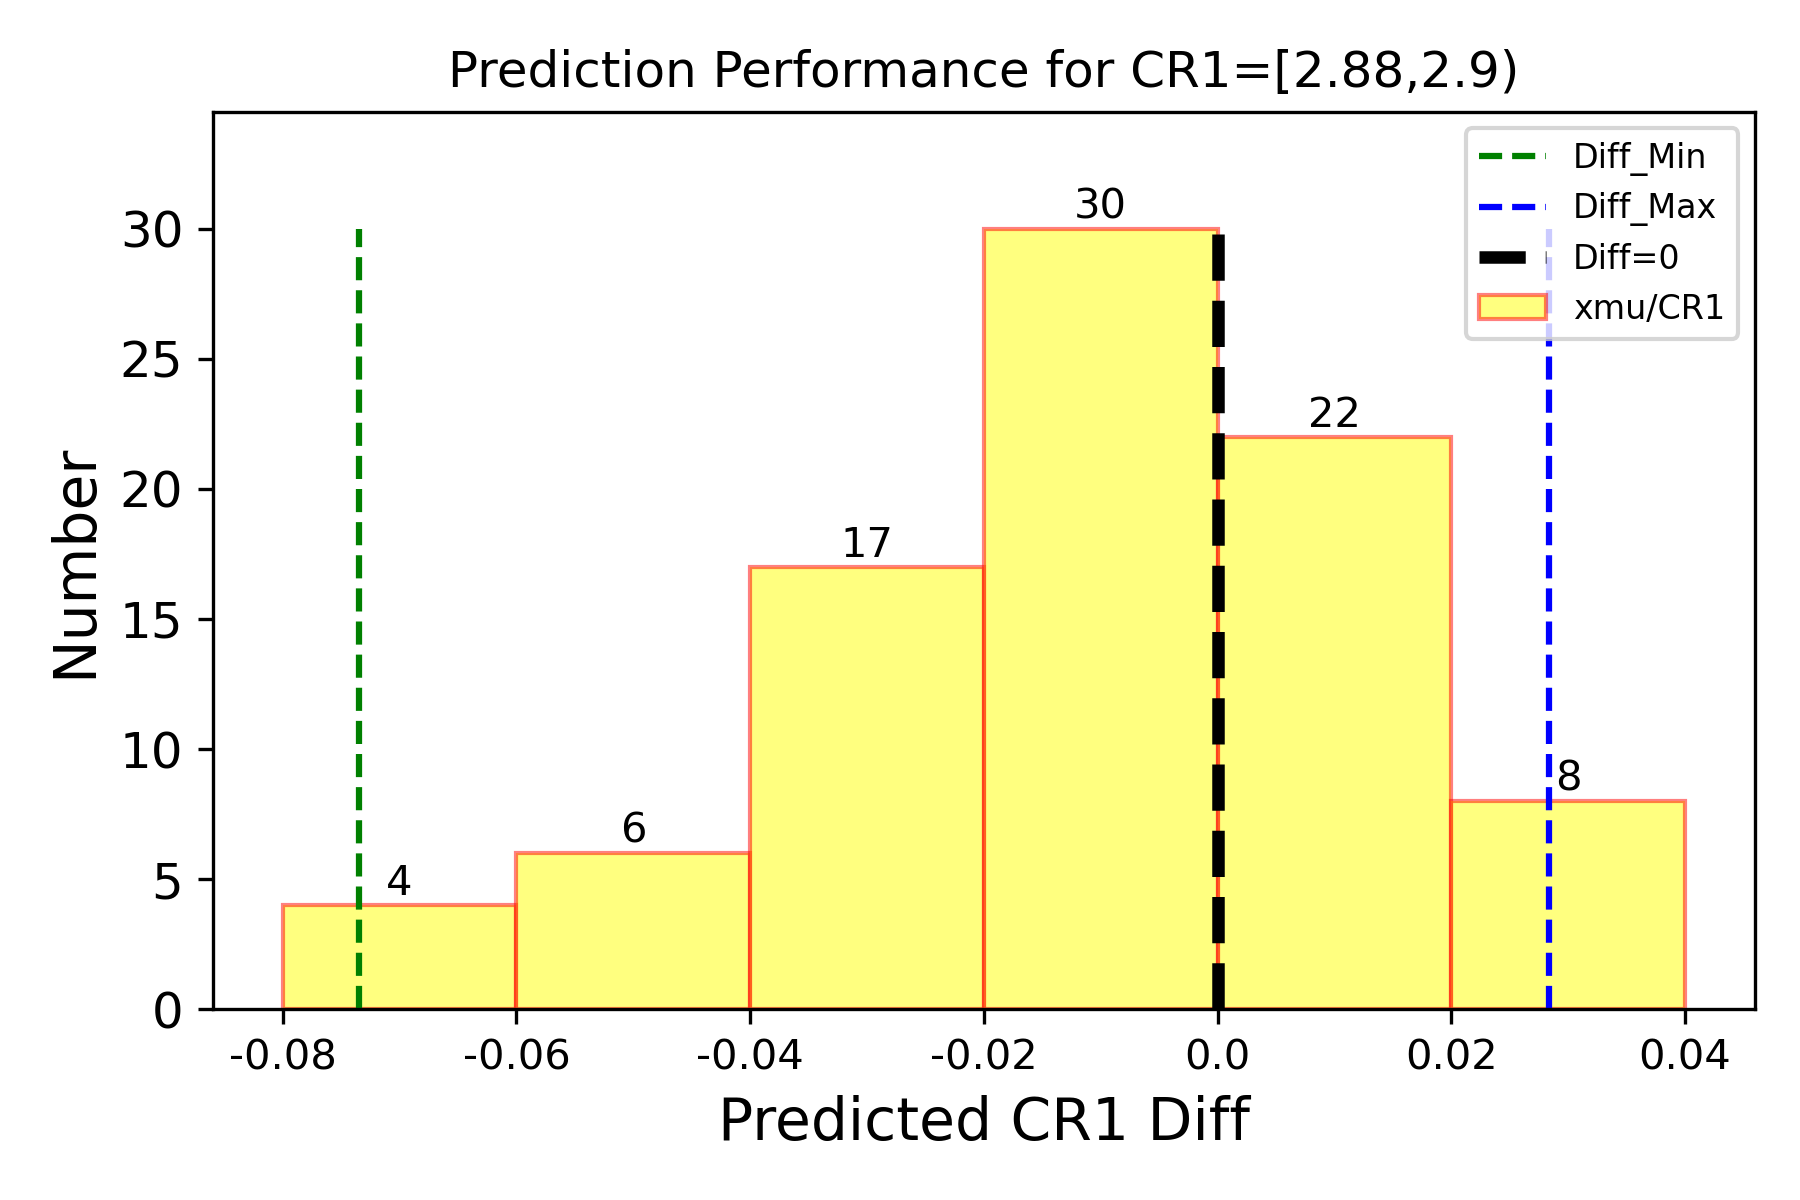 Prediction Performance for CR1=[2.88,2.9)
Diff_Min
Diff_Max
Diff=0
xmu/CR1
30
22
17
8
6
4
Number
30
25
20
15
10
5
0
-0.08 -0.06 -0.04 -0.02 0.0 0.02 0.04
Predicted CR1 Diff